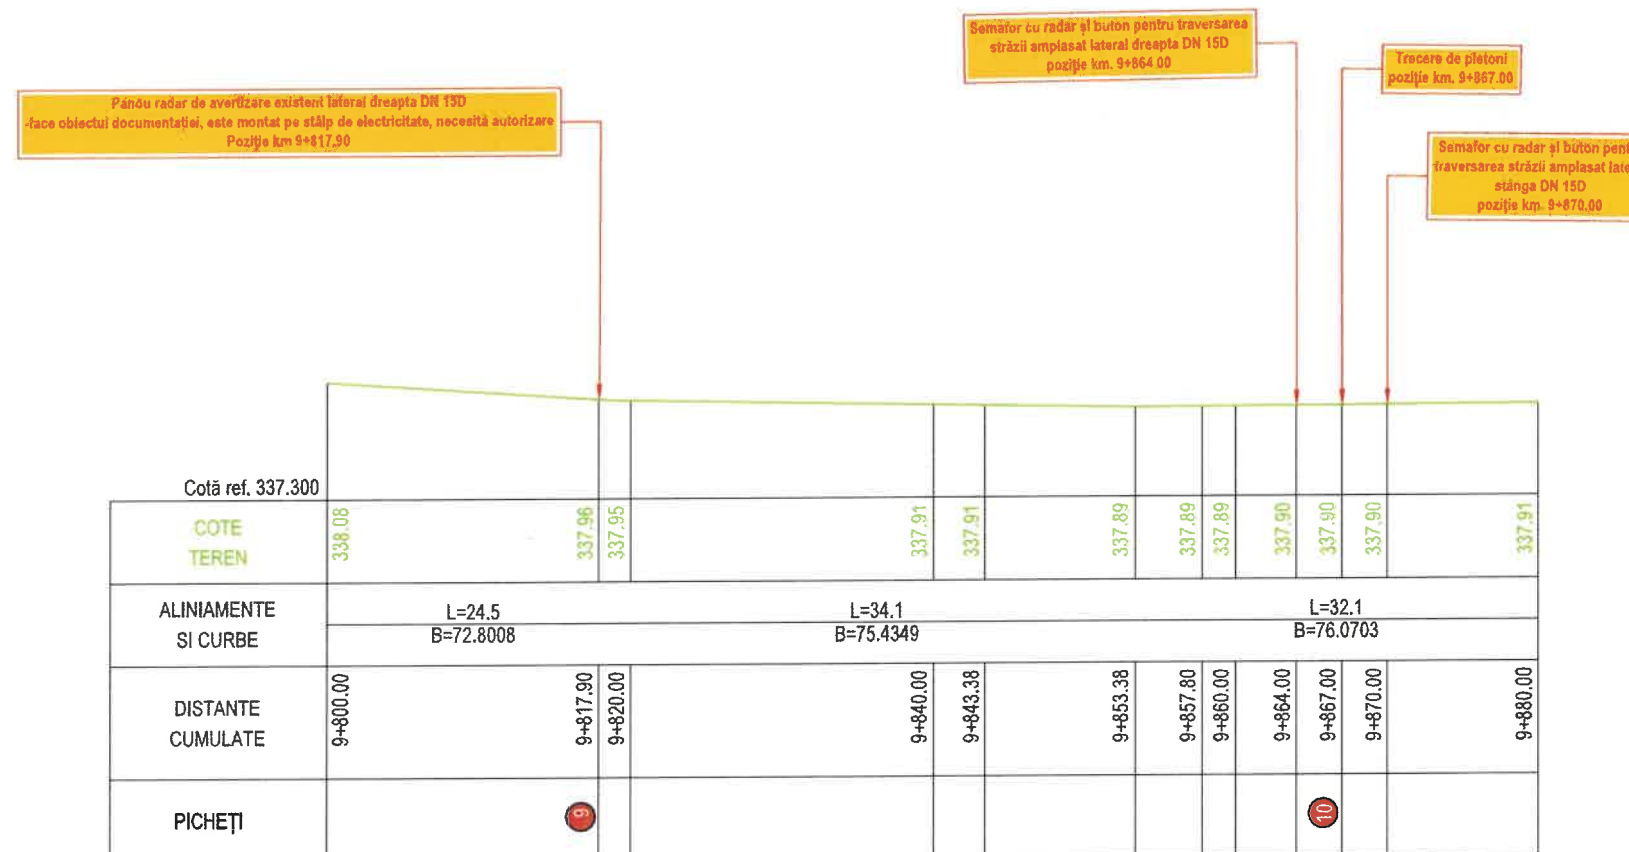 Semafor cu radar și buton pentru traversarea
străzii amplasat lateral dreapta DN 15D
poziție km. 9+864.00
Trecere de pietoni
poziție km. 9+867.00
Panou radar de avertizare existent lateral dreapta DN 15D
-face obiectul documentației, este montat pe stâlp de electricitate, necesită autorizare
Poziție km 9+817,90
Semafor cu radar și buton pent
traversarea străzii amplasat late
stânga DN 15D
poziție km. 9+870.00
Cotă ref. 337.300
COTE
TEREN
338.08
337.96
337.95
337.91
337.91
337.89
337.89
337.89
337.90
337.90
337.90
337.91
ALINIAMENTE
SI CURBE
L=24.5
B=72.8008
L=34.1
B=75.4349
L=32.1
B=76.0703
DISTANTE
CUMULATE
9+800.00
9+817.90
9+820.00
9+840.00
9+843.38
9+853.38
9+857.80
9+860.00
9+864.00
9+867.00
9+870.00
9+880.00
PICHEȚI
9
10